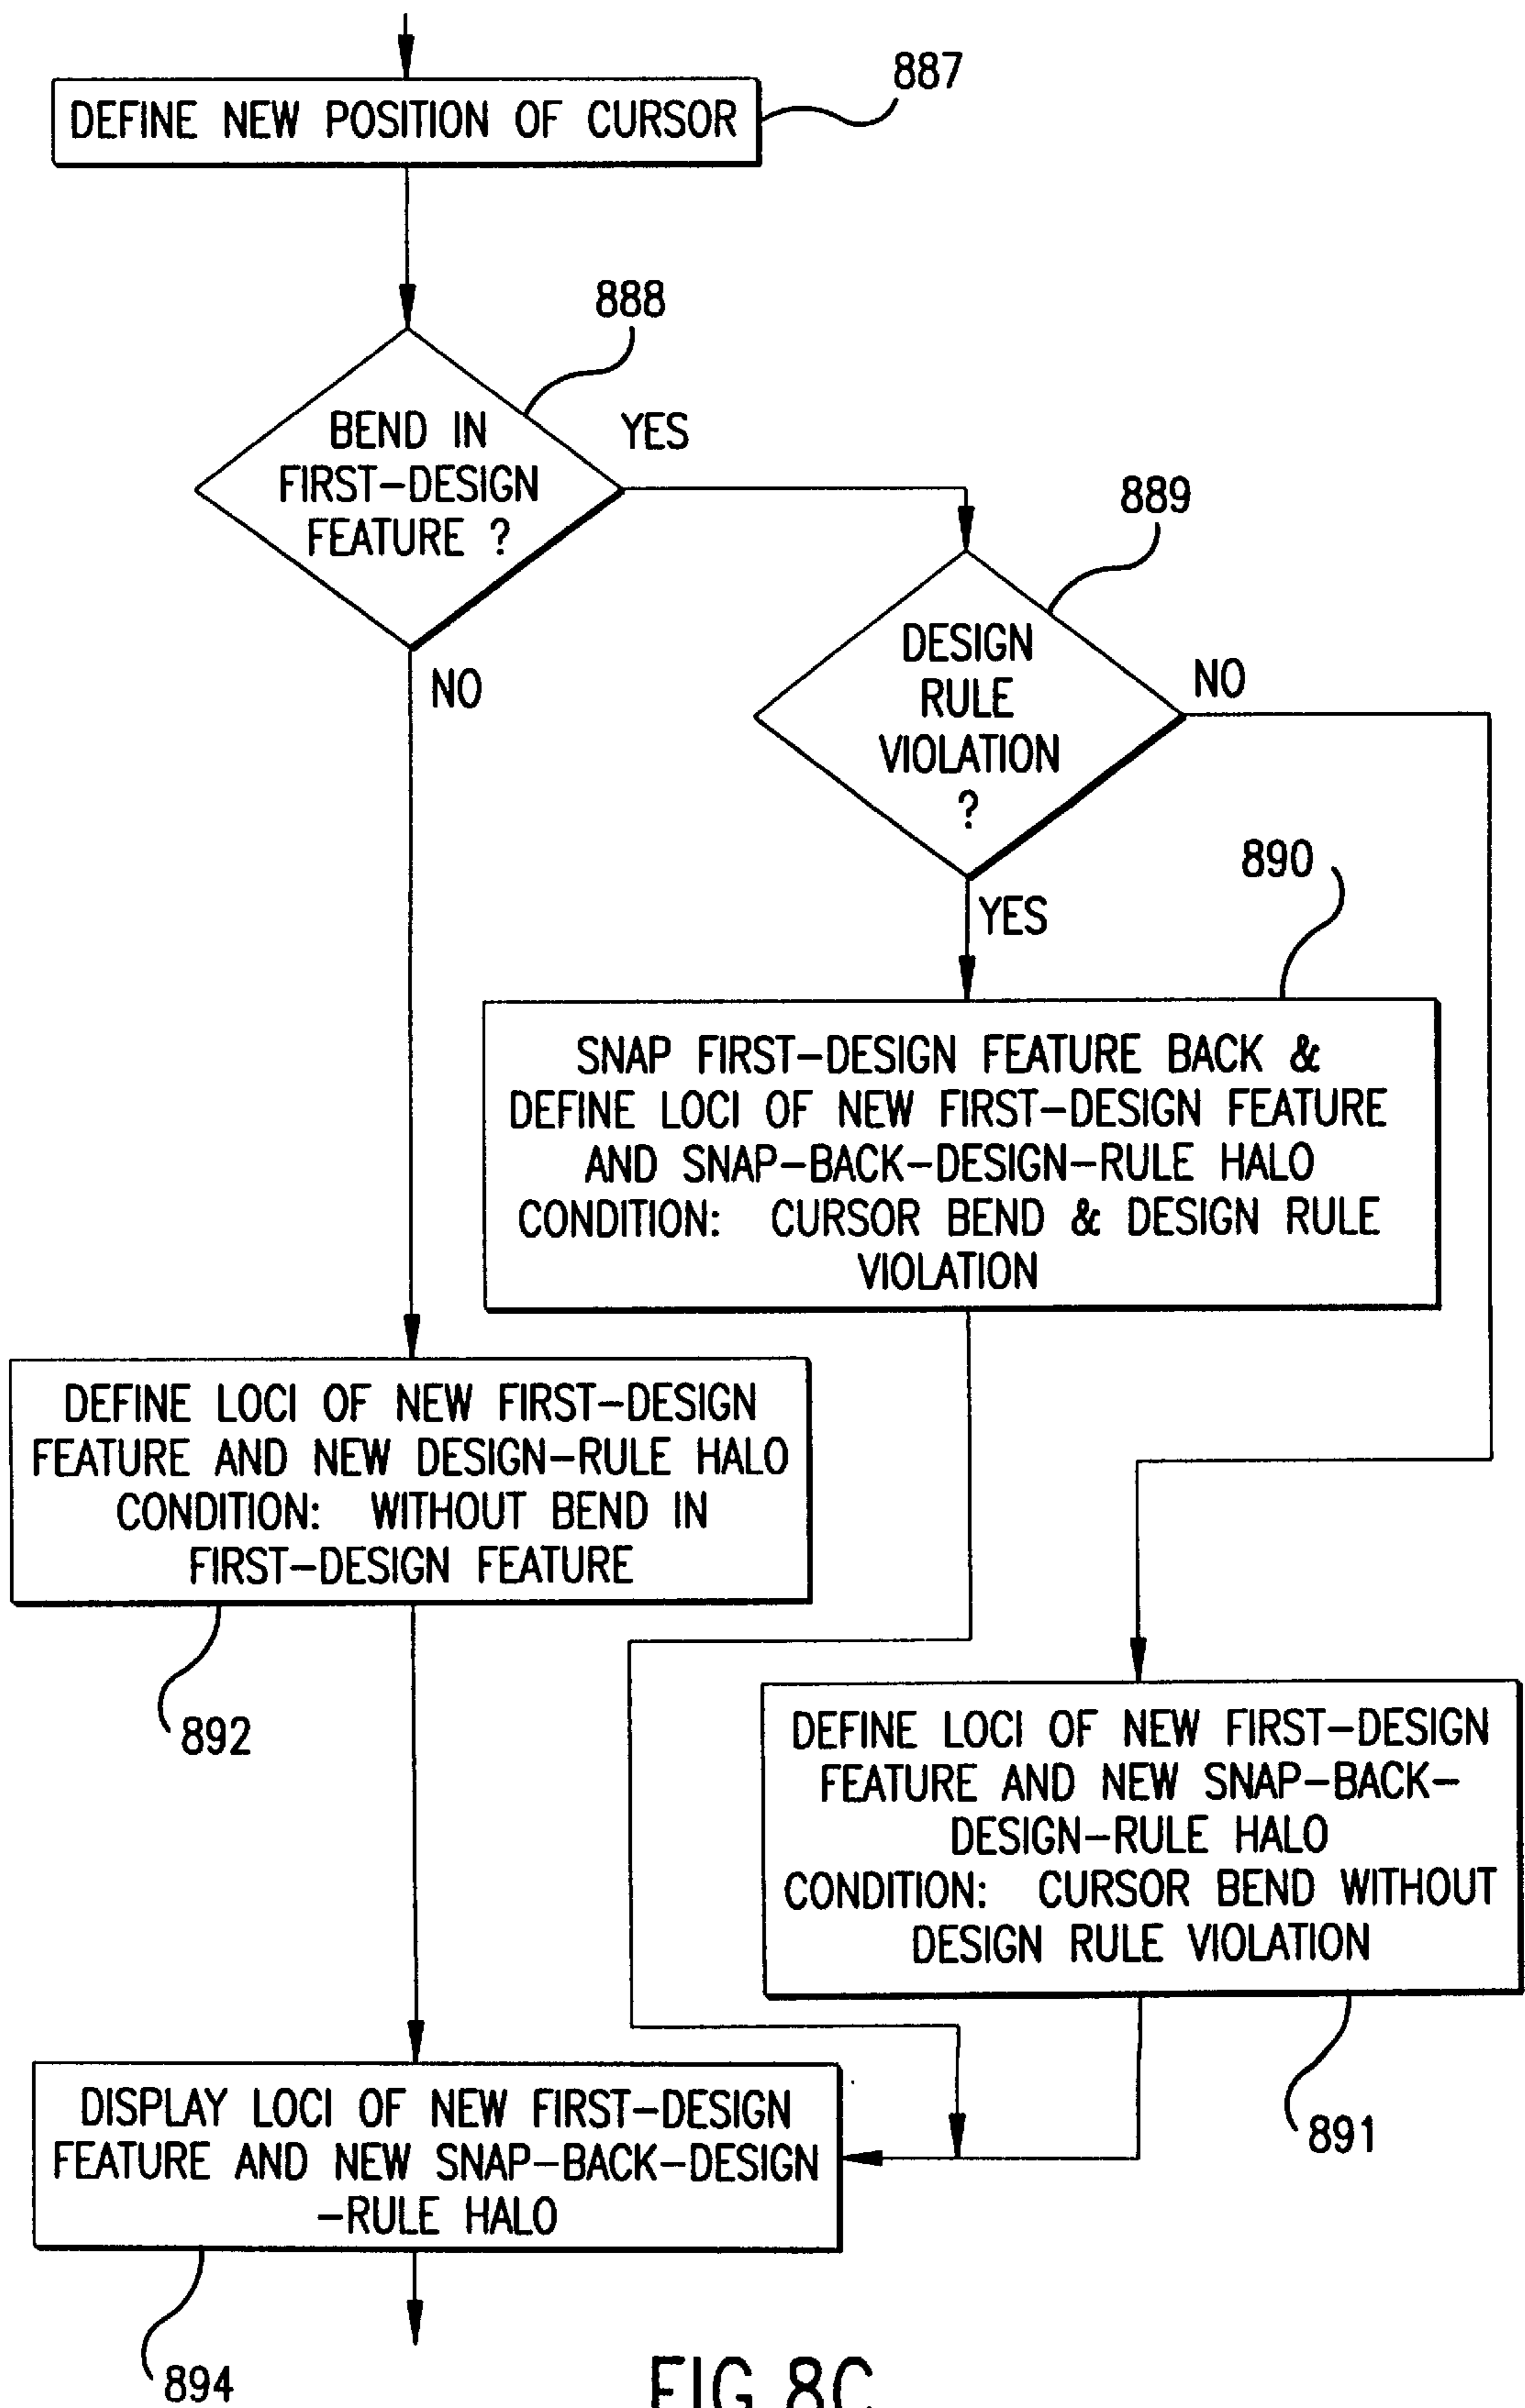 DEFINE NEW POSITION OF CURSOR
887
888
BEND IN
FIRST-DESIGN
FEATURE ?
YES
NO
889
DESIGN
RULE
VIOLATION
?
NO
YES
890
SNAP FIRST-DESIGN FEATURE BACK &
DEFINE LOCI OF NEW FIRST-DESIGN FEATURE
AND SNAP-BACK-DESIGN-RULE HALO
CONDITION: CURSOR BEND & DESIGN RULE
VIOLATION
DEFINE LOCI OF NEW FIRST-DESIGN
FEATURE AND NEW DESIGN-RULE HALO
CONDITION: WITHOUT BEND IN
FIRST-DESIGN FEATURE
892
DEFINE LOCI OF NEW FIRST-DESIGN
FEATURE AND NEW SNAP-BACK-
DESIGN-RULE HALO
CONDITION: CURSOR BEND WITHOUT
DESIGN RULE VIOLATION
891
DISPLAY LOCI OF NEW FIRST-DESIGN
FEATURE AND NEW SNAP-BACK-DESIGN
-RULE HALO
894
FIG 8C